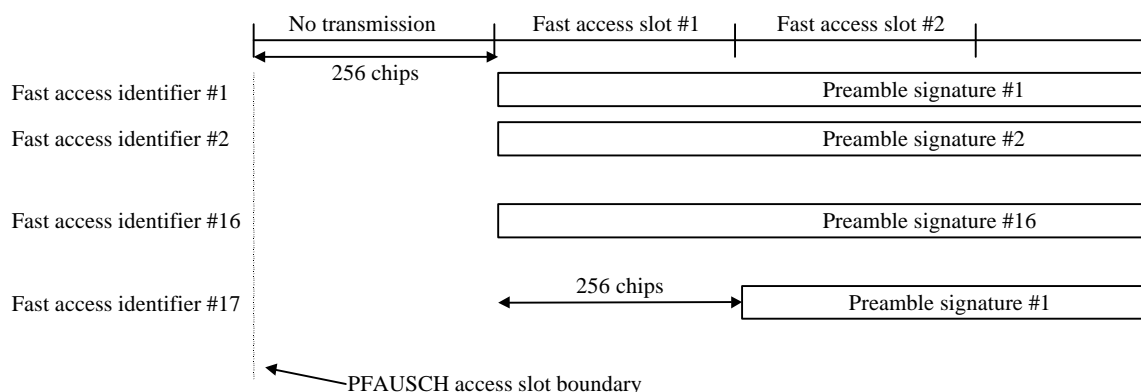 No transmission
Fast access slot #1
Fast access slot #2
256 chips
Fast access identifier #1
Preamble signature #1
Fast access identifier #2
Preamble signature #2
Fast access identifier #16
Preamble signature #16
256 chips
Fast access identifier #17
Preamble signature #1
PFAUSCH access slot boundary